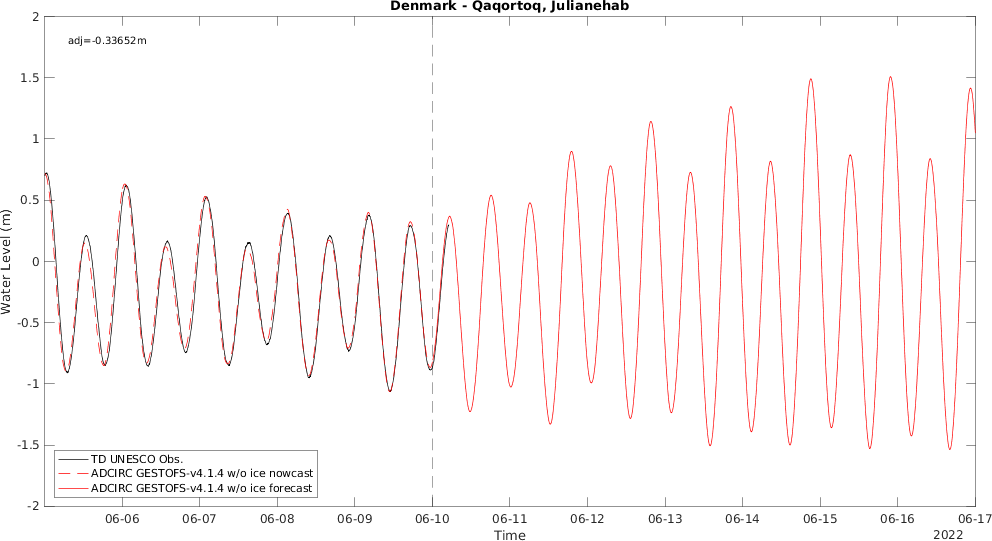 Denmark - Qaqortoq, Julianehab
adj=-0.33652m
2
1.5
1
0.5
0
-0.5
-1
-1.5
-2
Water Level (m)
TD UNESCO Obs.
ADCIRC GESTOFS-v4.1.4 w/o ice nowcast
ADCIRC GESTOFS-v4.1.4 w/o ice forecast
06-06 06-07 06-08 06-09 06-10 06-11 06-12 06-13 06-14 06-15 06-16 06-17
Time
2022